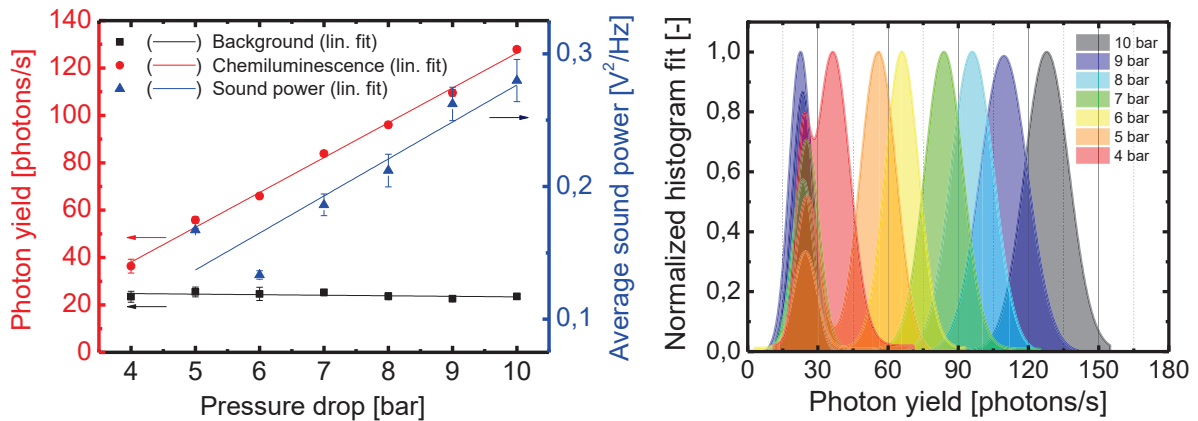 140
120
100
80
60
40
20
0
Photon yield [photons/s]
(—) Background (lin. fit)
(—) Chemiluminescence (lin. fit)
(—) Sound power (lin. fit)
0,3
0,2
0,1
Average sound power [V²/Hz]
4 5 6 7 8 9 10
Pressure drop [bar]
Normalized histogram fit [-]
1,0
0,8
0,6
0,4
0,2
0,0
10 bar
9 bar
8 bar
7 bar
6 bar
5 bar
4 bar
0 30 60 90 120 150 180
Photon yield [photons/s]